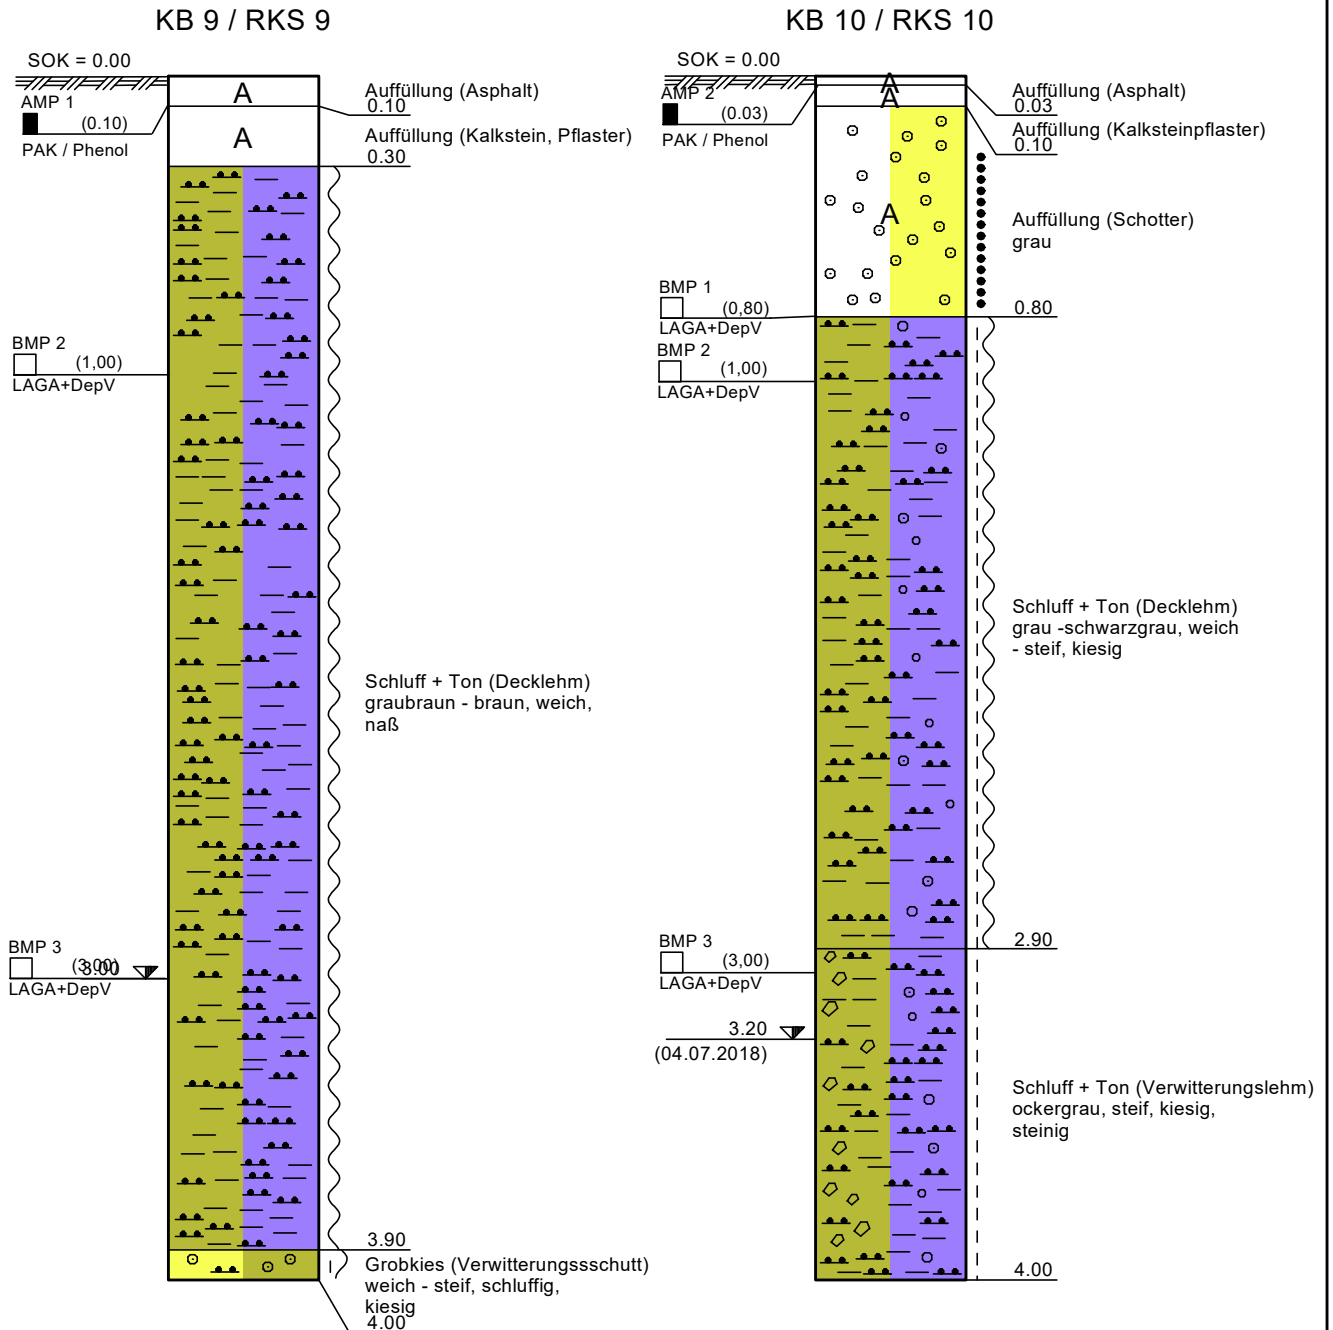 KB 9 / RKS 9
SOK = 0.00
A
Auffüllung (Asphalt)
0.10
AMP 1
(0.10)
PAK / Phenol
A
Auffüllung (Kalkstein, Pflaster)
0.30
BMP 2
(1,00)
LAGA+DepV
Schluff + Ton (Decklehm)
graubraun - braun, weich,
naß
BMP 3
(3,00)
3.00
LAGA+DepV
3.90
Grobkies (Verwitterungssschutt)
weich - steif, schluffig,
kiesig
4.00
KB 10 / RKS 10
SOK = 0.00
A
Auffüllung (Asphalt)
0.03
AMP 2
(0.03)
PAK / Phenol
A
Auffüllung (Kalksteinpflaster)
0.10
A
Auffüllung (Schotter)
grau
BMP 1
(0,80)
LAGA+DepV
0.80
BMP 2
(1,00)
LAGA+DepV
Schluff + Ton (Decklehm)
grau -schwarzgrau, weich
- steif, kiesig
2.90
BMP 3
(3,00)
LAGA+DepV
3.20
(04.07.2018)
Schluff + Ton (Verwitterungslehm)
ockergrau, steif, kiesig,
steinig
4.00